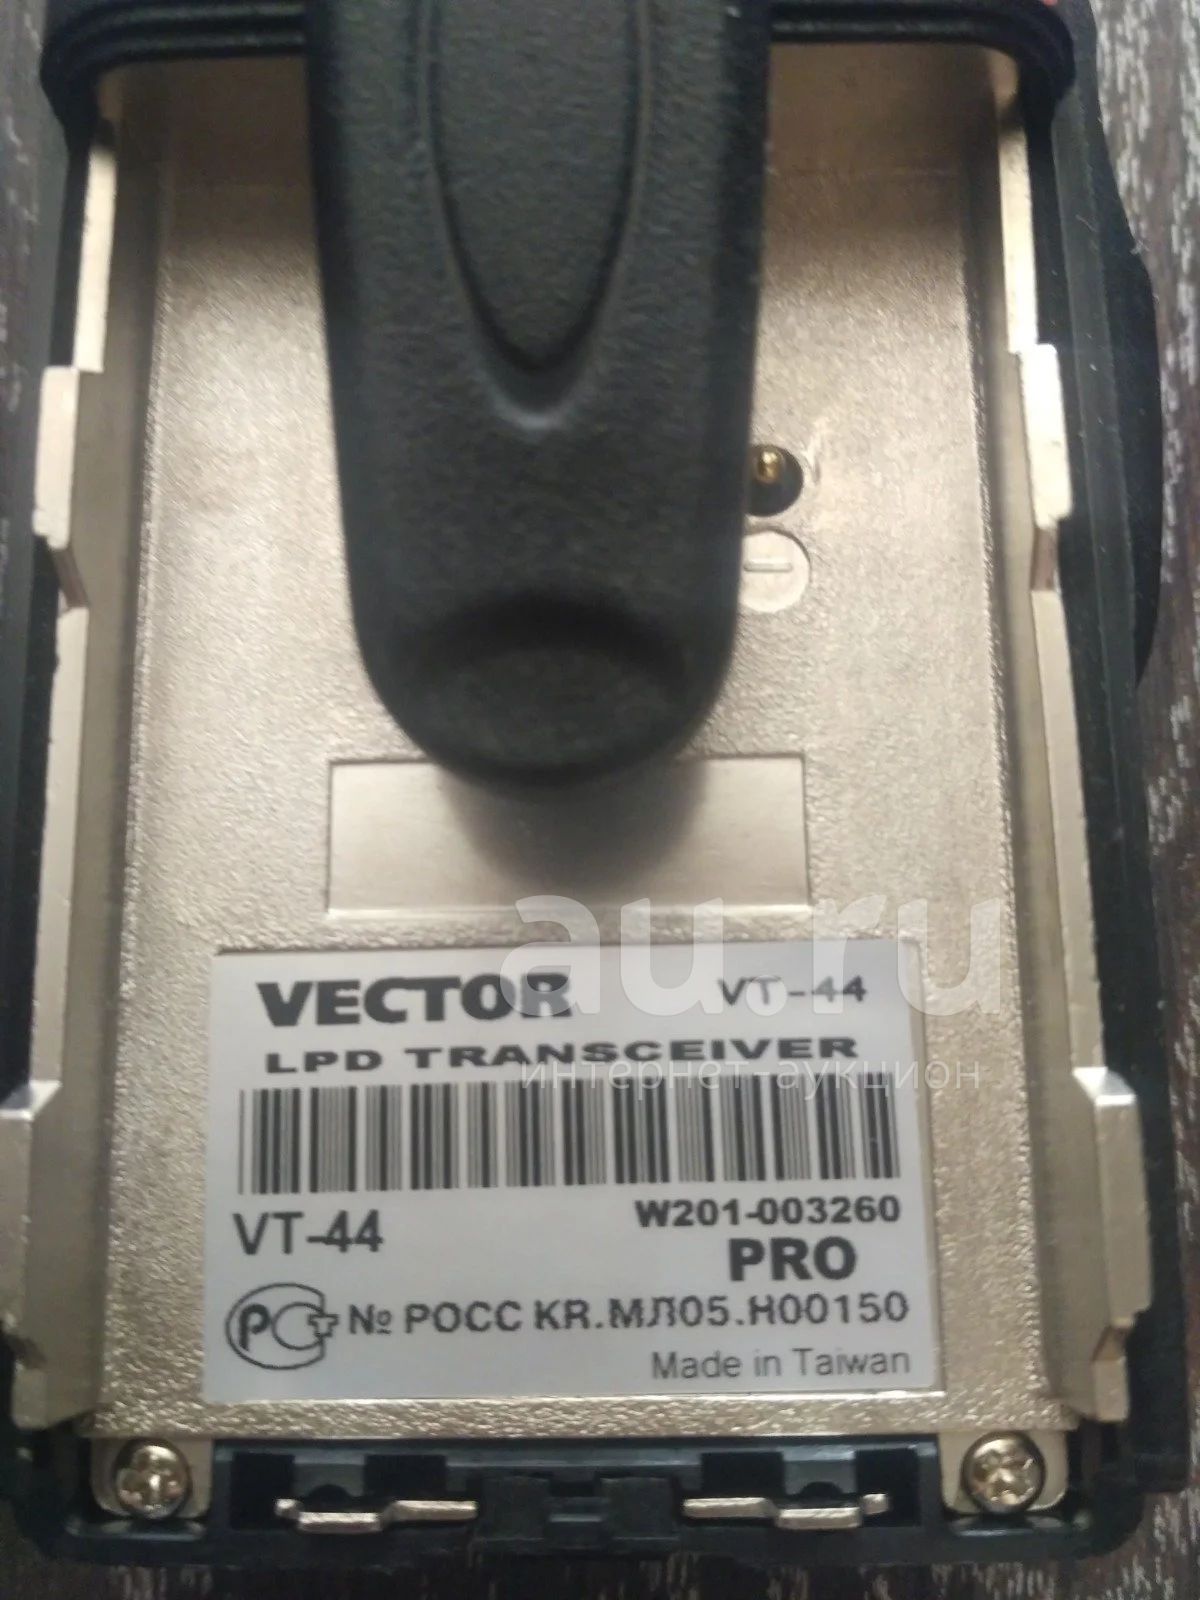 VECTOR VT-44
LPD TRANSCEIVER
W201-003260
VT-44
PRO
РСТ № РОСС KR.МЛ05.Н00150
Made in Taiwan
au.ru
интернет-аукцион